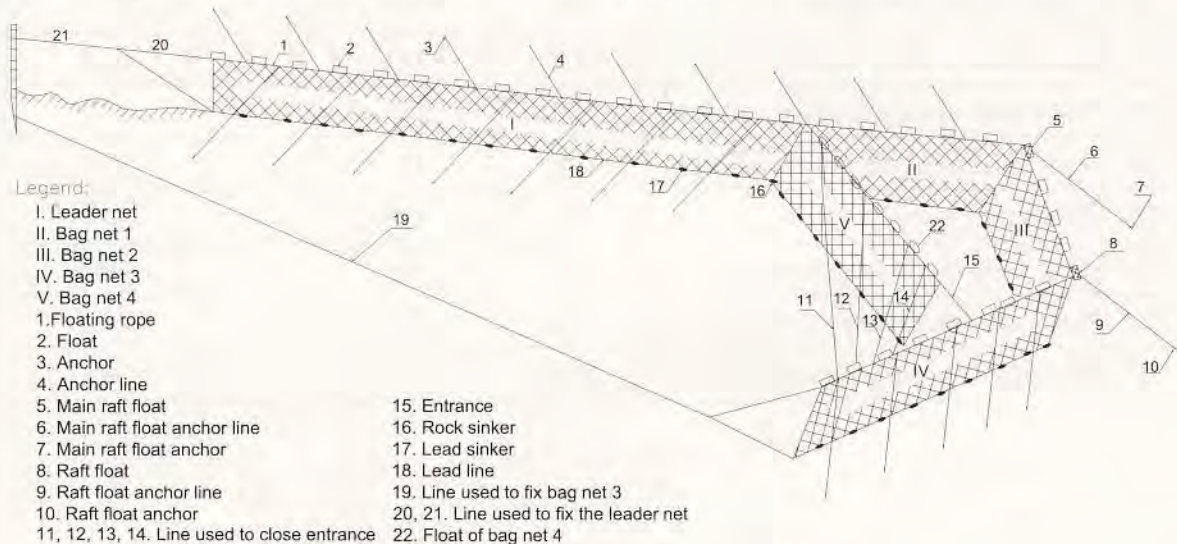 21
20
1
2
3
4
I
18
17
16
II
5
6
7
III
8
V
22
15
19
11
12
13
14
IV
9
10
Legend:
I. Leader net
II. Bag net 1
III. Bag net 2
IV. Bag net 3
V. Bag net 4
1.Floating rope
2. Float
3. Anchor
4. Anchor line
5. Main raft float
6. Main raft float anchor line
7. Main raft float anchor
8. Raft float
9. Raft float anchor line
10. Raft float anchor
11, 12, 13, 14. Line used to close entrance
15. Entrance
16. Rock sinker
17. Lead sinker
18. Lead line
19. Line used to fix bag net 3
20, 21. Line used to fix the leader net
22. Float of bag net 4